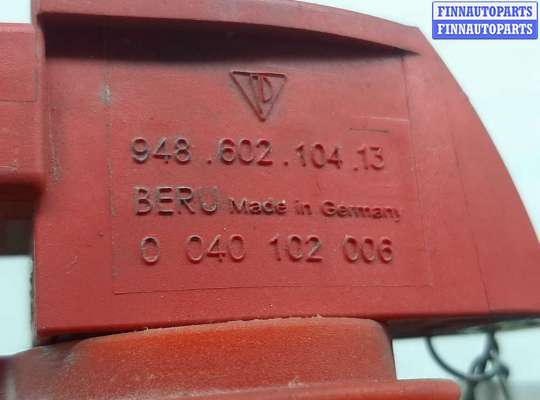 FINNAUTOPARTS
FINNAUTOPARTS
948.602.104.13
BERU Made in Germany
0 040 102 006